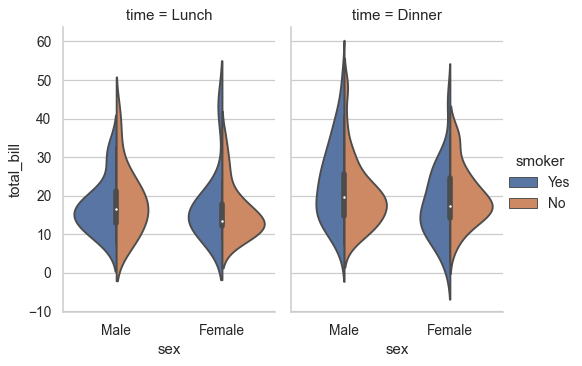 time = Lunch
time = Dinner
60
50
40
30
20
10
0
−10
total_bill
Male
Female
Male
Female
sex
sex
smoker
Yes
No